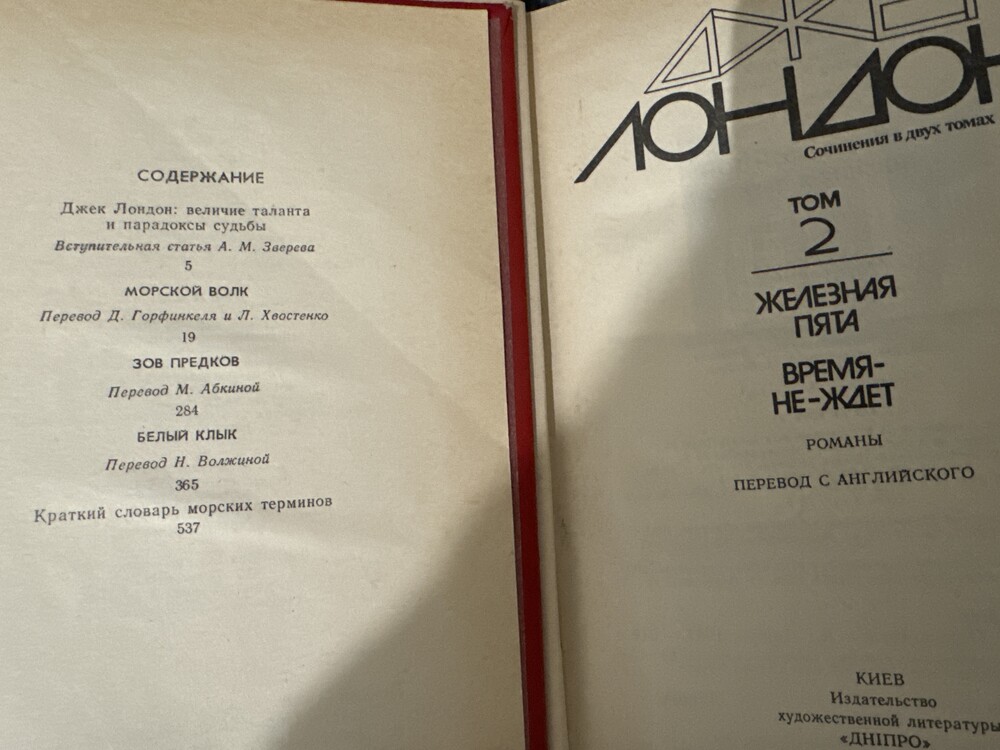 СОДЕРЖАНИЕ
Джек Лондон: величие таланта
и парадоксы судьбы
Вступительная статья А. М. Зверева
5
МОРСКОЙ ВОЛК
Перевод Д. Горфинкеля и Л. Хвостенко
19
ЗОВ ПРЕДКОВ
Перевод М. Абкиной
284
БЕЛЫЙ КЛЫК
Перевод Н. Волжиной
365
Краткий словарь морских терминов
537
ДЖЕ
ЛОНДОН
Сочинения в двух томах
ТОМ
2
ЖЕЛЕЗНАЯ
ПЯТА
ВРЕМЯ-
НЕ-ЖДЕТ
РОМАНЫ
ПЕРЕВОД С АНГЛИЙСКОГО
КИЕВ
Издательство
художественной литературы
«ДНІПРО»